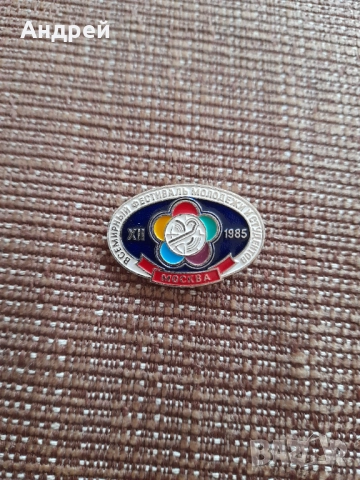 Андрей
ВСЕМИРНЫЙ ФЕСТИВАЛЬ МОЛОДЕЖИ И СТУДЕНТОВ
XII 1985
МОСКВА